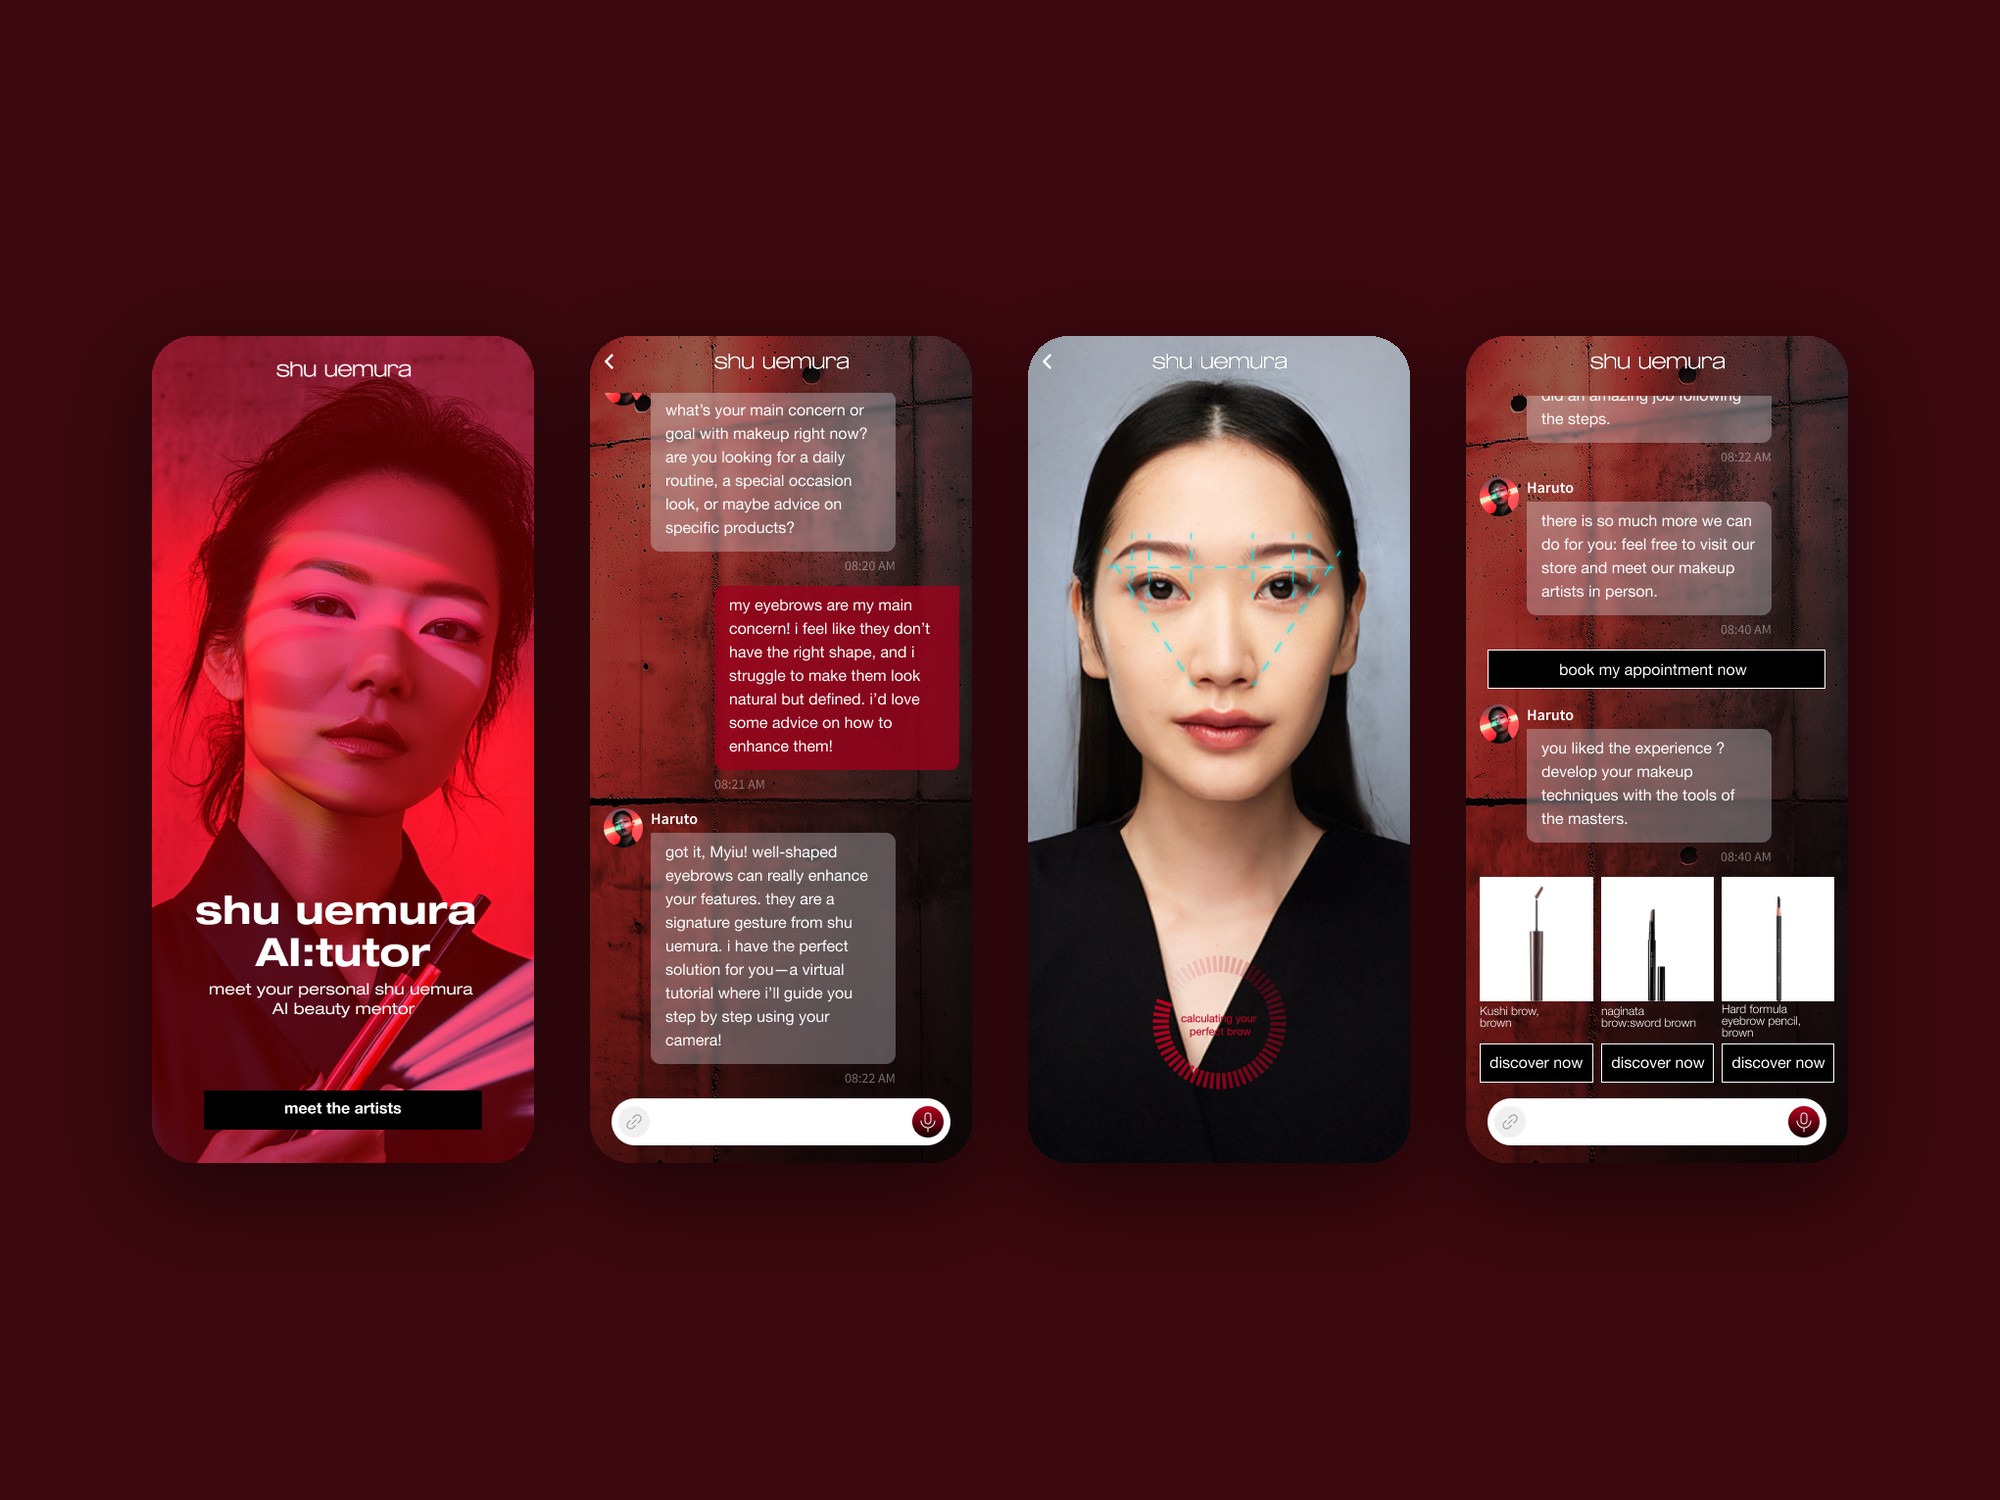 shu uemura
shu uemura
AI:tutor
meet your personal shu uemura
AI beauty mentor
meet the artists
shu uemura
what's your main concern or
goal with makeup right now?
are you looking for a daily
routine, a special occasion
look, or maybe advice on
specific products?
08:20 AM
my eyebrows are my main
concern! i feel like they don't
have the right shape, and i
struggle to make them look
natural but defined. i'd love
some advice on how to
enhance them!
08:21 AM
Haruto
got it, Myiu! well-shaped
eyebrows can really enhance
your features. they are a
signature gesture from shu
uemura. i have the perfect
solution for you—a virtual
tutorial where i'll guide you
step by step using your
camera!
08:22 AM
shu uemura
calculating your
perfect brow
shu uemura
did an amazing job following
the steps.
08:22 AM
Haruto
there is so much more we can
do for you: feel free to visit our
store and meet our makeup
artists in person.
08:40 AM
book my appointment now
Haruto
you liked the experience ?
develop your makeup
techniques with the tools of
the masters.
08:40 AM
Kushi brow,
brown
discover now
naginata
brow:sword brown
discover now
Hard formula
eyebrow pencil,
brown
discover now